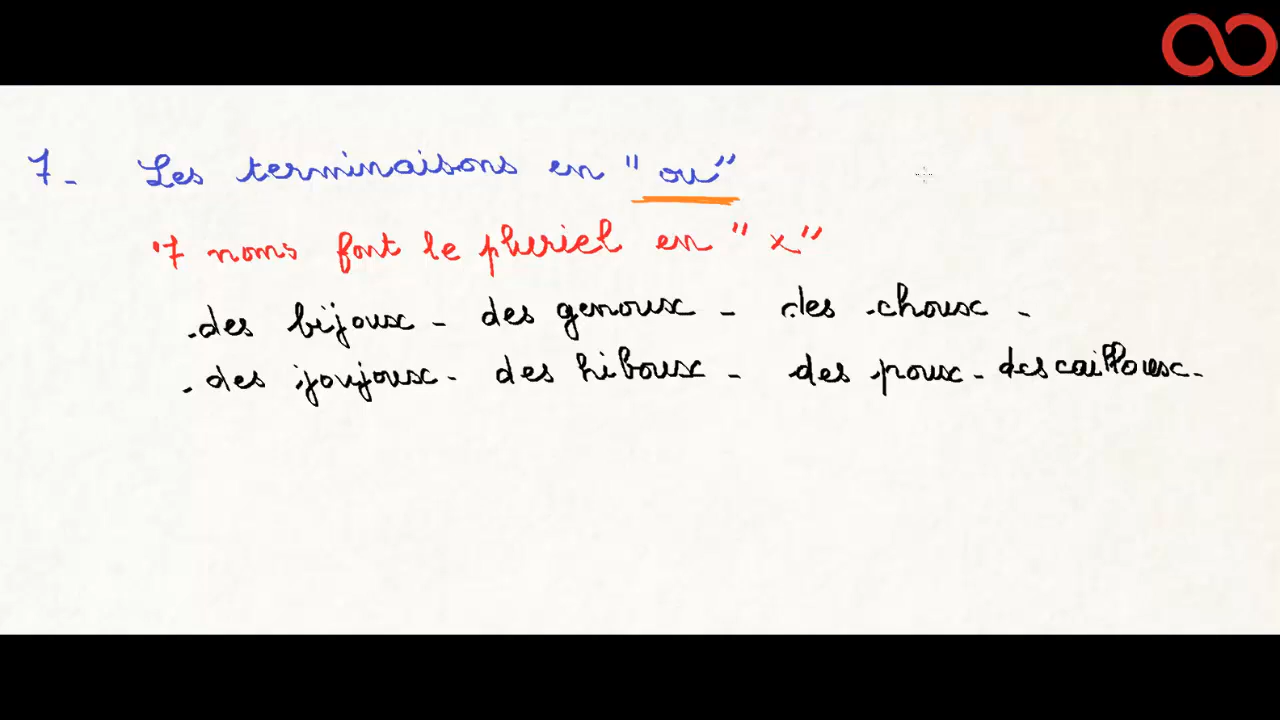 7. Les terminaisons en "ou"
7 noms font le pluriel en "x"
. des bijoux - des genoux - des choux -
. des joujoux - des hiboux - des poux - des cailloux -